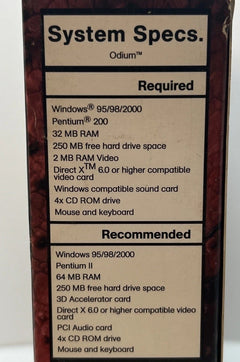 System Specs.
Odium™
Required
Windows® 95/98/2000
Pentium® 200
32 MB RAM
250 MB free hard drive space
2 MB RAM Video
Direct X™ 6.0 or higher compatible
video card
Windows compatible sound card
4x CD ROM drive
Mouse and keyboard
Recommended
Windows 95/98/2000
Pentium II
64 MB RAM
250 MB free hard drive space
3D Accelerator card
Direct X 6.0 or higher compatible video
card
PCI Audio card
4x CD ROM drive
Mouse and keyboard